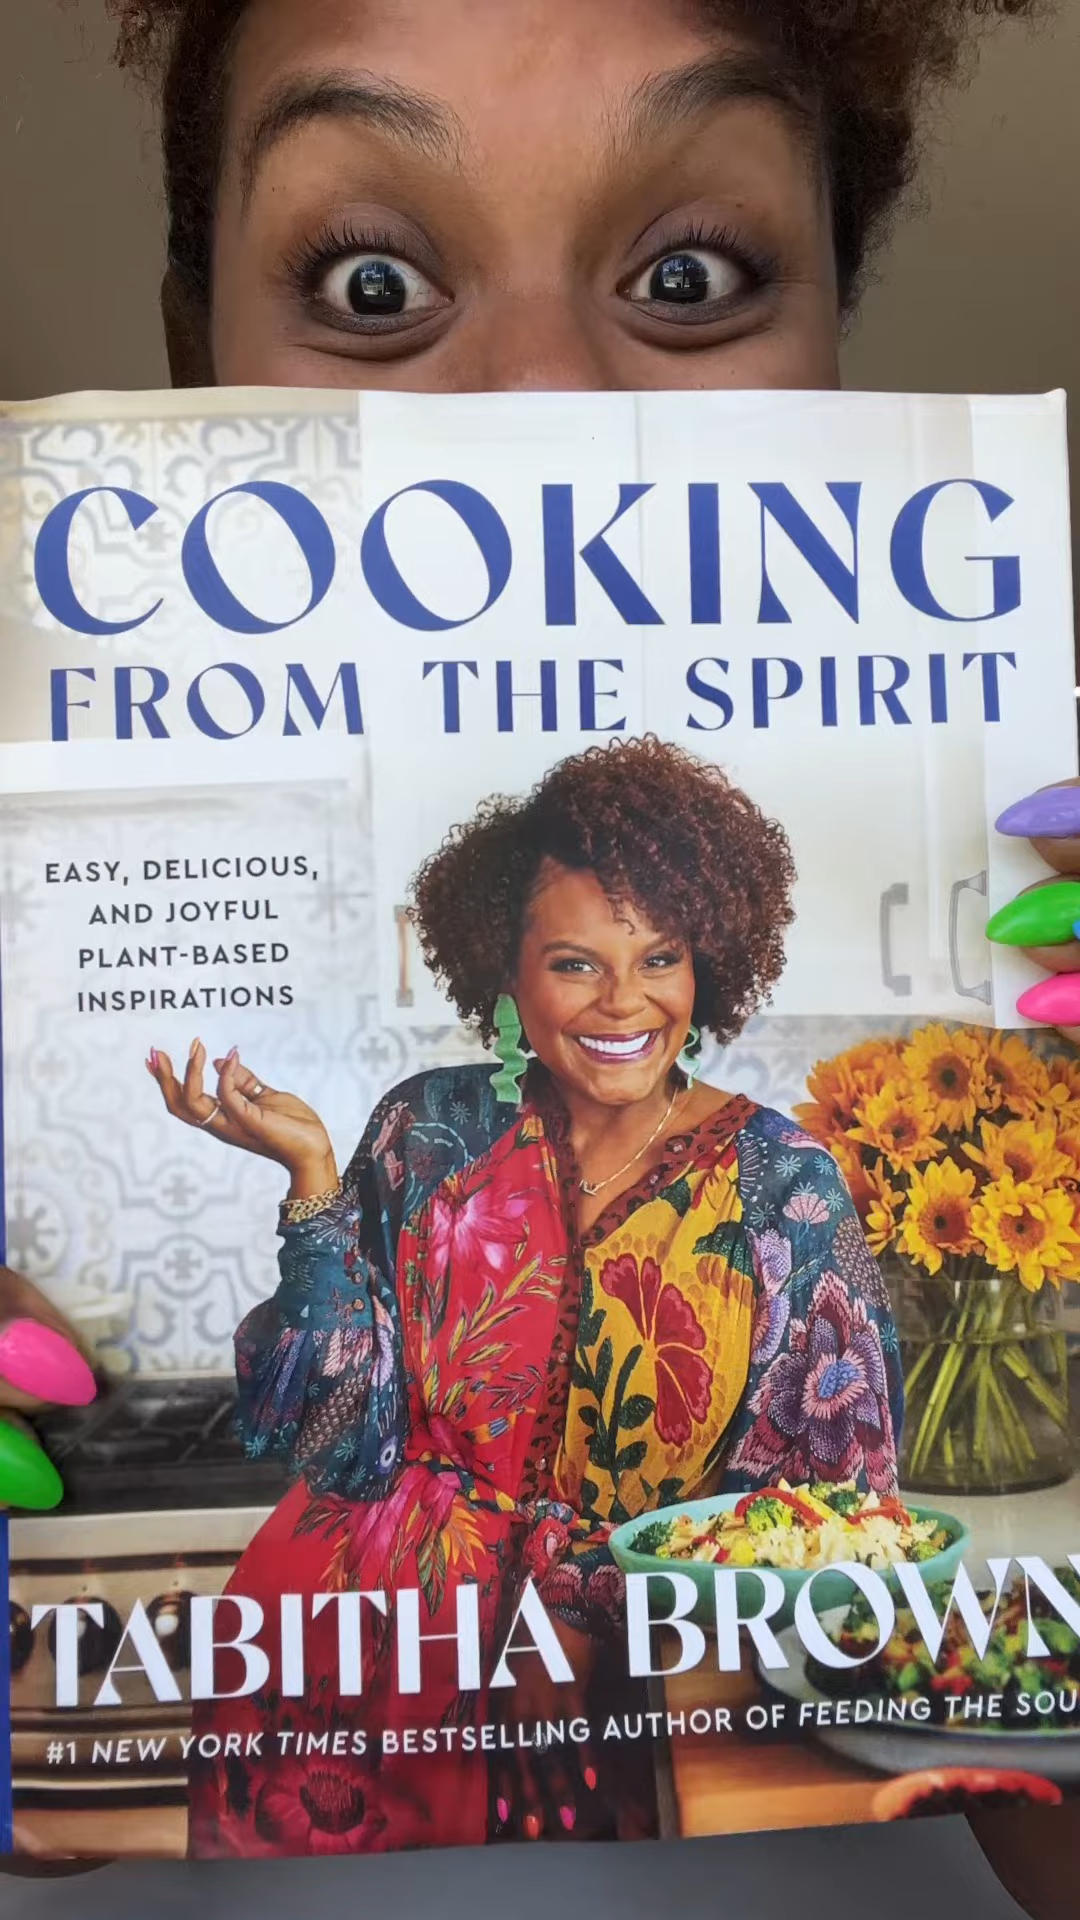 COOKING
FROM THE SPIRIT
EASY, DELICIOUS,
AND JOYFUL
PLANT-BASED
INSPIRATIONS
TABITHA BROWN
#1 NEW YORK TIMES BESTSELLING AUTHOR OF FEEDING THE SOU